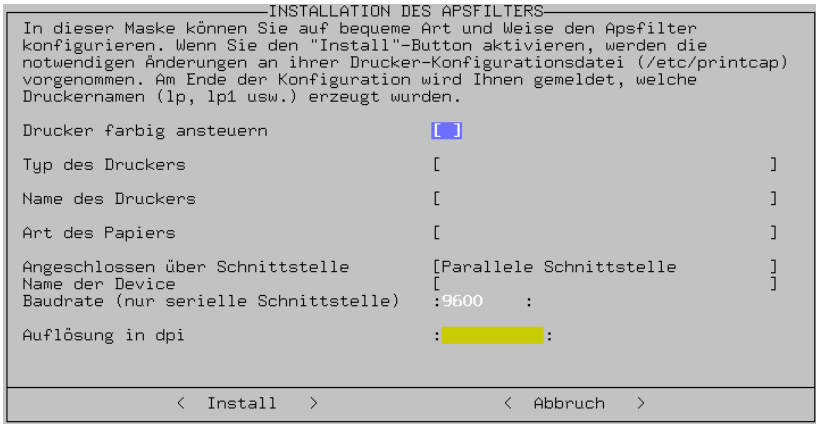 INSTALLATION DES APSFILTERS
In dieser Maske können Sie auf bequeme Art und Weise den Apsfilter
konfigurieren. Wenn Sie den "Install"-Button aktivieren, werden die
notwendigen Änderungen an ihrer Drucker-Konfigurationsdatei (/etc/printcap)
vorgenommen. Am Ende der Konfiguration wird Ihnen gemeldet, welche
Druckernamen (lp, lp1 usw.) erzeugt wurden.
Drucker farbig ansteuern [ ]
Typ des Druckers [ ]
Name des Druckers [ ]
Art des Papiers [ ]
Angeschlossen über Schnittstelle [Parallele Schnittstelle ]
Name der Device [ ]
Baudrate (nur serielle Schnittstelle) :9600 :
Auflösung in dpi : :
< Install > < Abbruch >